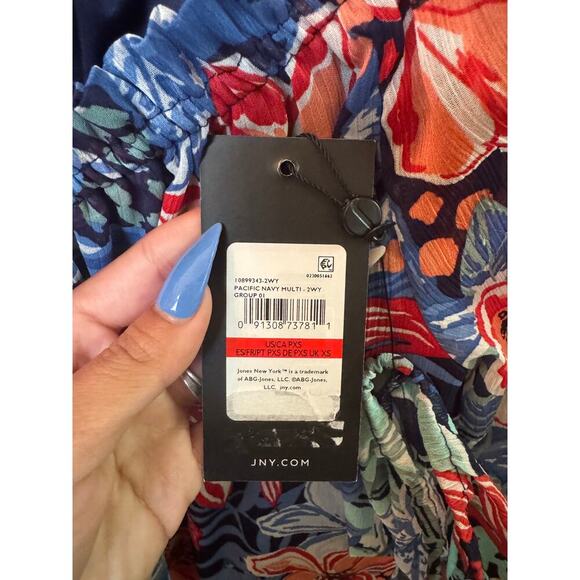 10899343-2WY
0230051862
PACIFIC NAVY MULTI - 2WY
GROUP 01
0 91308 73781 1
US/CA PXS
ES/FR/PT PXS DE PXS UK XS
Jones New York™ is a trademark
of ABG-Jones, LLC. ©ABG-Jones,
LLC. jny.com
JNY.COM